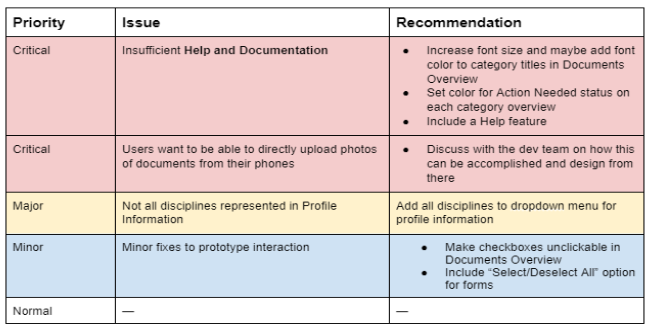 Priority Issue Recommendation
Critical Insufficient Help and Documentation
● Increase font size and maybe add font
color to category titles in Documents
Overview
● Set color for Action Needed status on
each category overview
● Include a Help feature
Critical
Users want to be able to directly upload photos
of documents from their phones
● Discuss with the dev team on how this
can be accomplished and design from
there
Major
Not all disciplines represented in Profile
Information
Add all disciplines to dropdown menu for
profile information
Minor
Minor fixes to prototype interaction
● Make checkboxes unclickable in
Documents Overview
● Include “Select/Deselect All” option
for forms
Normal — —